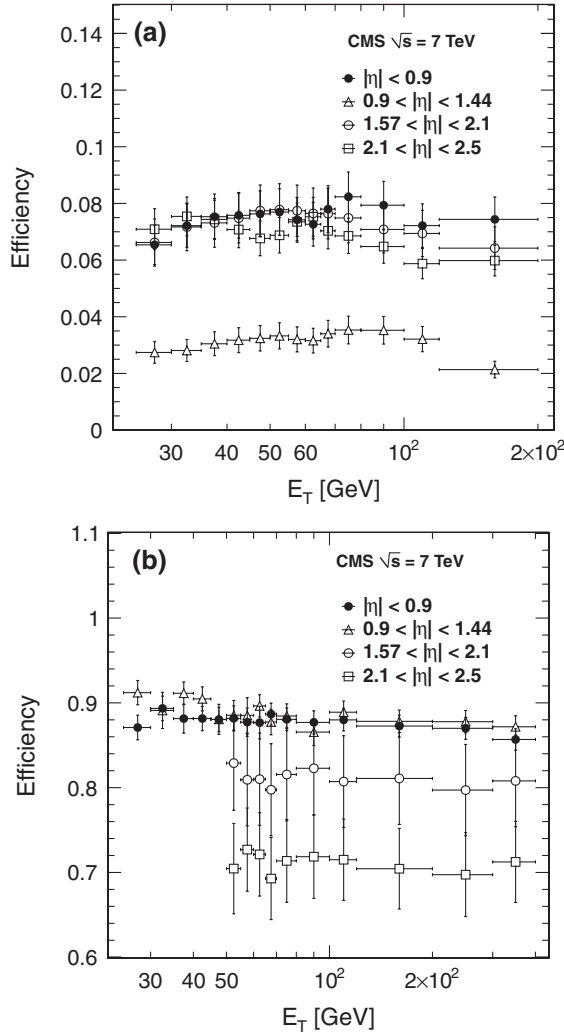 (a)
CMS √s = 7 TeV
|η| < 0.9
0.9 < |η| < 1.44
1.57 < |η| < 2.1
2.1 < |η| < 2.5
Efficiency
0.14
0.12
0.1
0.08
0.06
0.04
0.02
0
30 40 50 60 10² 2×10²
E_T [GeV]
(b)
CMS √s = 7 TeV
|η| < 0.9
0.9 < |η| < 1.44
1.57 < |η| < 2.1
2.1 < |η| < 2.5
Efficiency
1.1
1
0.9
0.8
0.7
0.6
30 40 50 10² 2×10²
E_T [GeV]